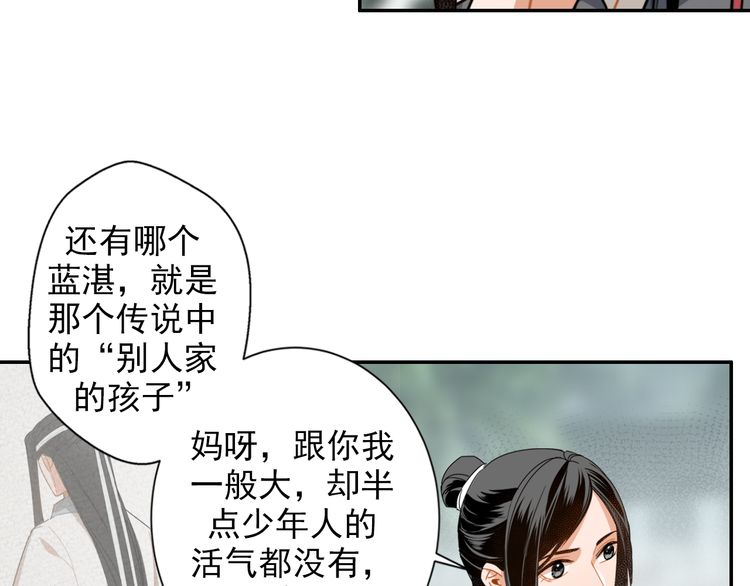 还有哪个
蓝湛，就是
那个传说中
的“别人家
的孩子”
妈呀，跟你我
一般大，却半
点少年人的
活气都没有，